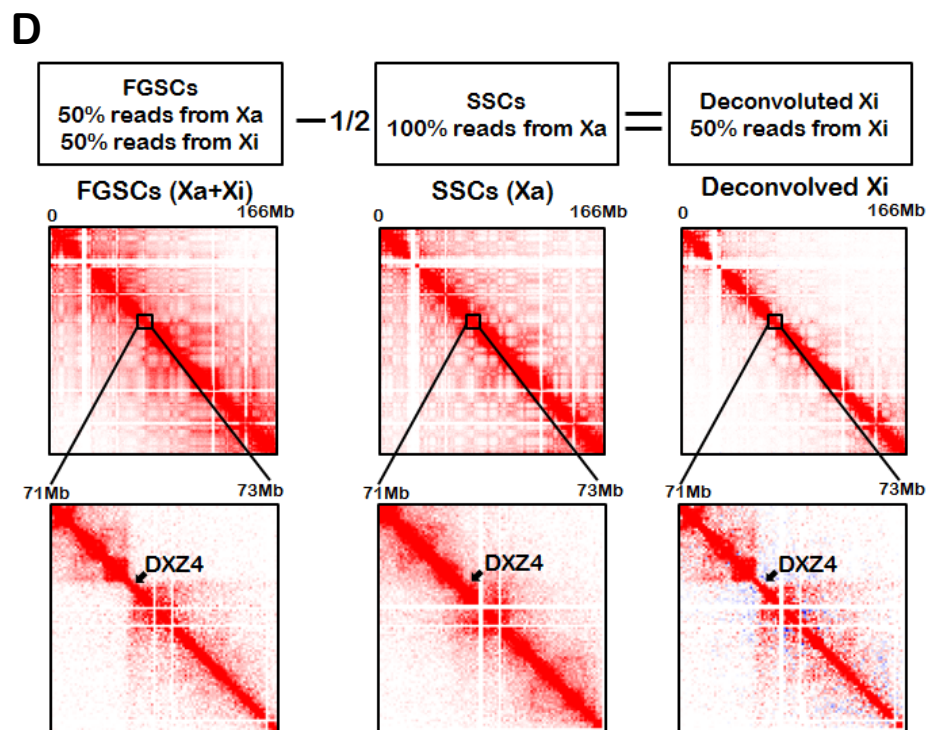 D
FGSCs
50% reads from Xa
50% reads from Xi
—1/2
SSCs
100% reads from Xa
=
Deconvoluted Xi
50% reads from Xi
FGSCs (Xa+Xi)
SSCs (Xa)
Deconvolved Xi
0
166Mb
0
166Mb
0
166Mb
71Mb
73Mb
71Mb
73Mb
71Mb
73Mb
DXZ4
DXZ4
DXZ4